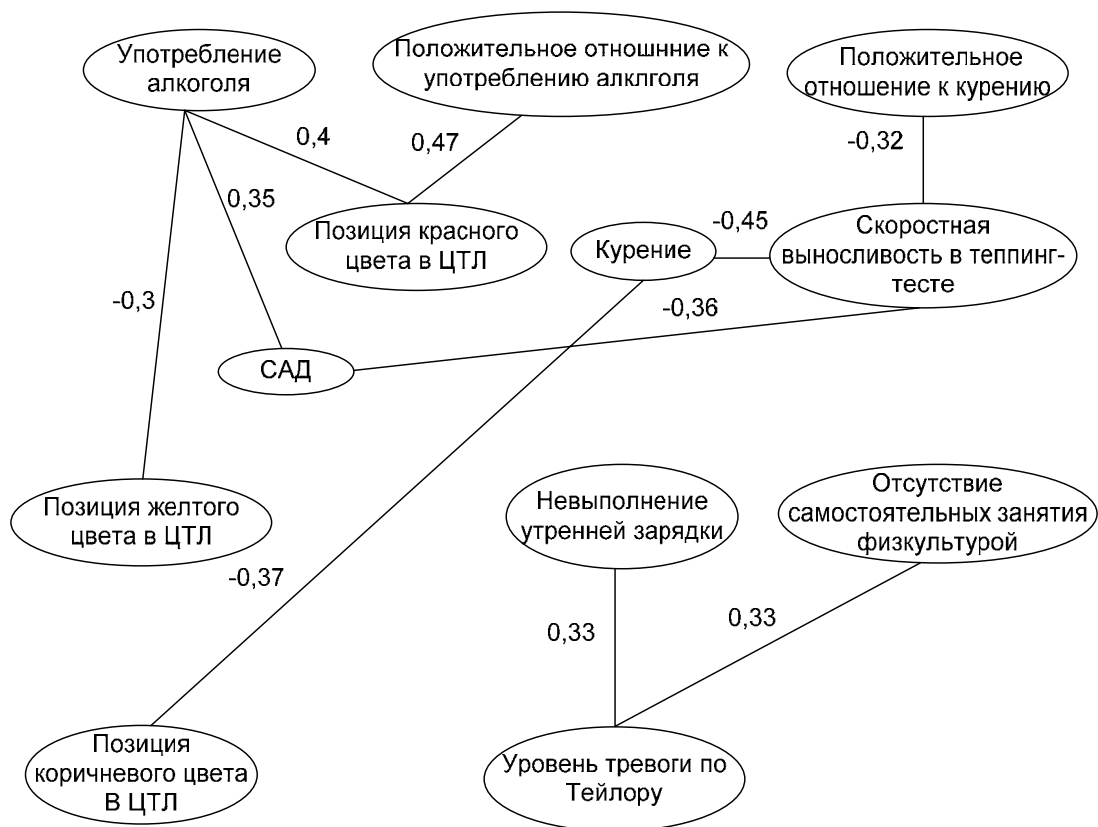 Употребление
алкоголя
Положительное отношнние к
употреблению алклголя
Положительное
отношение к курению
0,4
0,47
-0,32
0,35
Позиция красного
цвета в ЦТЛ
Курение
-0,45
Скоростная
выносливость в теппинг-
тесте
-0,3
-0,36
САД
Позиция желтого
цвета в ЦТЛ
Невыполнение
утренней зарядки
Отсутствие
самостоятельных занятия
физкультурой
-0,37
0,33
0,33
Позиция
коричневого цвета
В ЦТЛ
Уровень тревоги по
Тейлору